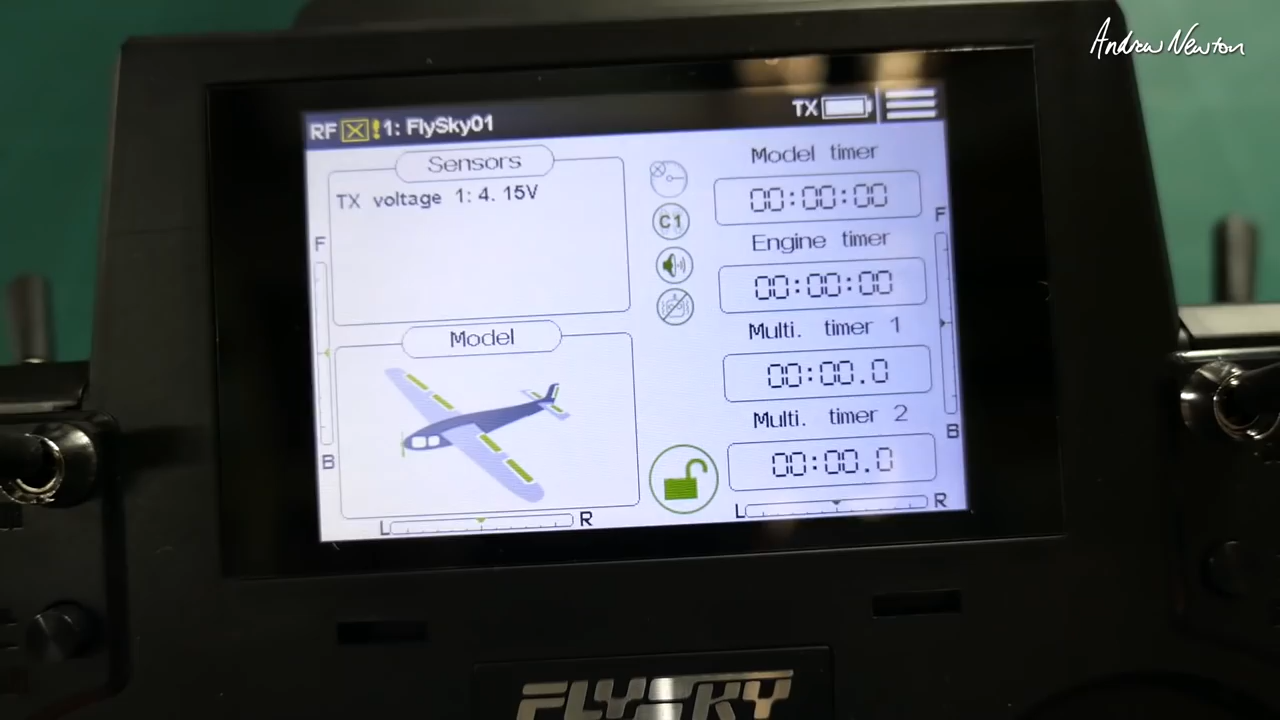 Andrew Newton
RF ! 1: FlySky01
TX
Sensors
TX voltage 1: 4. 15V
F
B
Model
L R
C1
Model timer
00:00:00
Engine timer
00:00:00
Multi. timer 1
00:00.0
Multi. timer 2
00:00.0
F
B
L R
FLYSKY